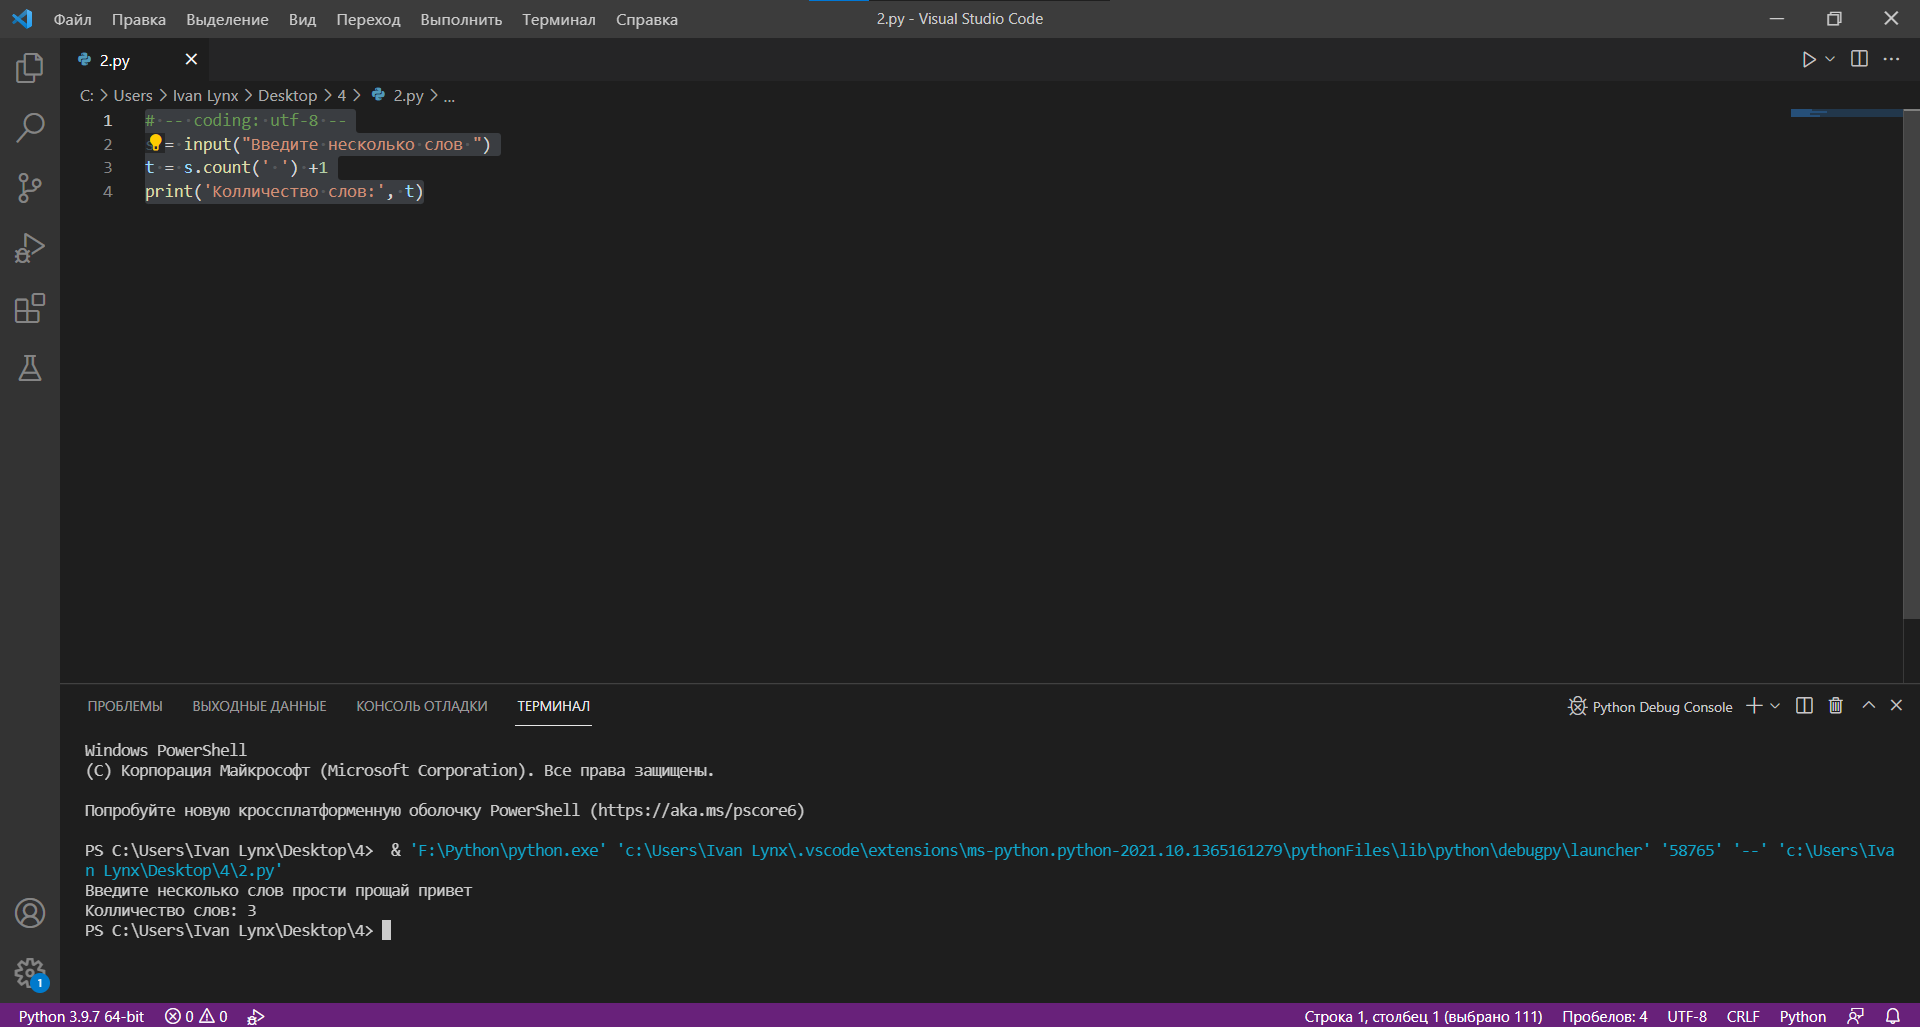 Файл Правка Выделение Вид Переход Выполнить Терминал Справка 2.py - Visual Studio Code
2.py
C: > Users > Ivan Lynx > Desktop > 4 > 2.py > ...
1 # -- coding: utf-8 --
2 = input("Введите несколько слов ")
3 t = s.count(' ') +1
4 print('Колличество слов:', t)
ПРОБЛЕМЫ ВЫХОДНЫЕ ДАННЫЕ КОНСОЛЬ ОТЛАДКИ ТЕРМИНАЛ Python Debug Console
Windows PowerShell
(C) Корпорация Майкрософт (Microsoft Corporation). Все права защищены.
Попробуйте новую кроссплатформенную оболочку PowerShell (https://aka.ms/pscore6)
PS C:\Users\Ivan Lynx\Desktop\4>  & 'F:\Python\python.exe' 'c:\Users\Ivan Lynx\.vscode\extensions\ms-python.python-2021.10.1365161279\pythonFiles\lib\python\debugpy\launcher' '58765' '--' 'c:\Users\Iva
n Lynx\Desktop\4\2.py'
Введите несколько слов прости прощай привет
Колличество слов: 3
PS C:\Users\Ivan Lynx\Desktop\4>
1
Python 3.9.7 64-bit 0 0 Строка 1, столбец 1 (выбрано 111) Пробелов: 4 UTF-8 CRLF Python